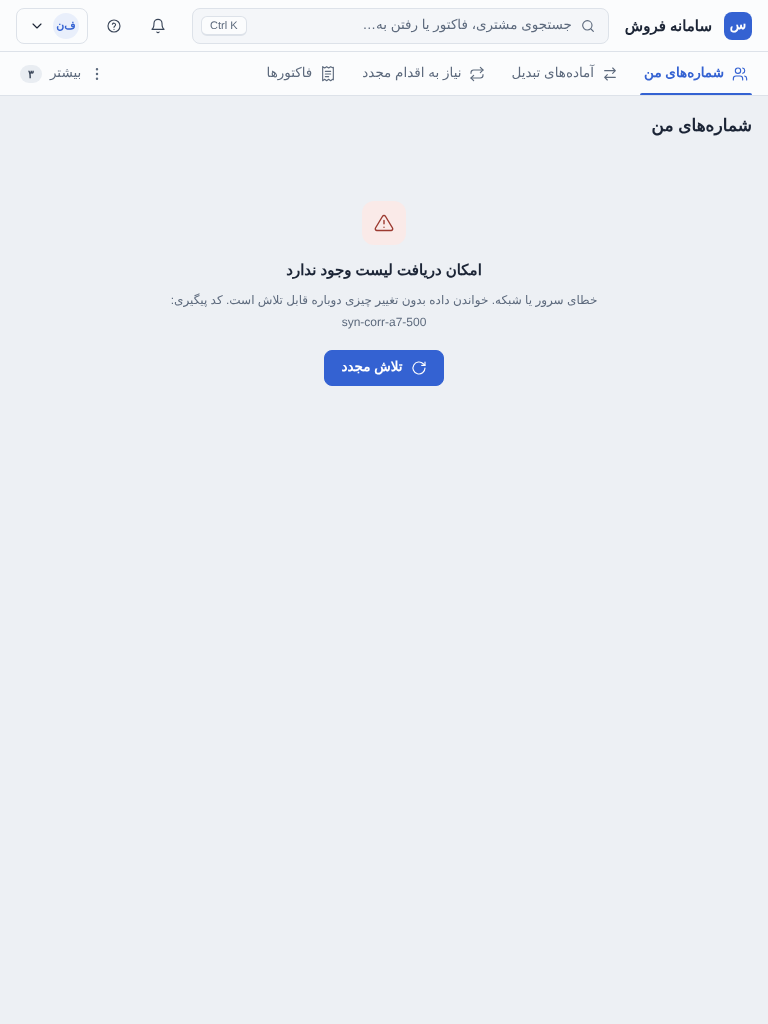 س سامانه فروش
جستجوی مشتری، فاکتور یا رفتن به… Ctrl K
ف‌ن
شماره‌های من
آماده‌های تبدیل
نیاز به اقدام مجدد
فاکتورها
بیشتر ۳
شماره‌های من
امکان دریافت لیست وجود ندارد
خطای سرور یا شبکه. خواندن داده بدون تغییر چیزی دوباره قابل تلاش است. کد پیگیری:
syn-corr-a7-500
تلاش مجدد